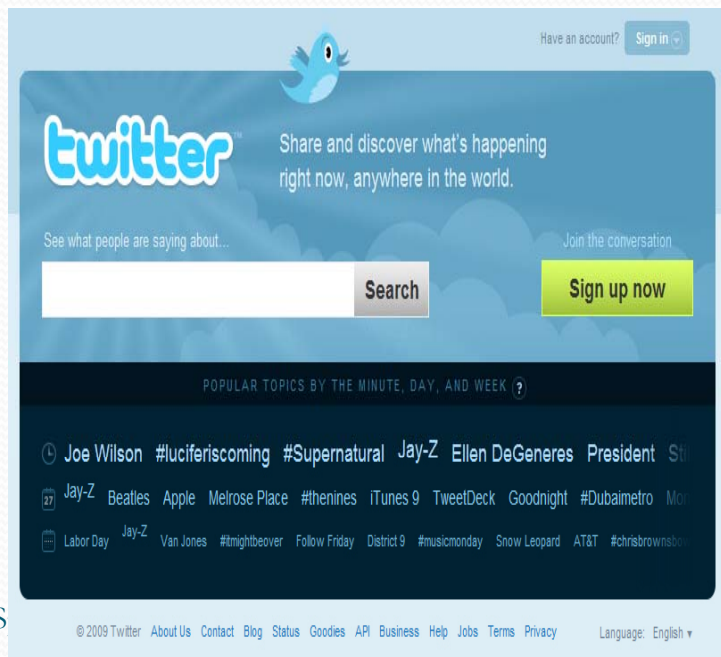 Have an account? Sign in
twitter™
Share and discover what's happening
right now, anywhere in the world.
See what people are saying about...
Join the conversation
Search
Sign up now
POPULAR TOPICS BY THE MINUTE, DAY, AND WEEK ?
Joe Wilson #luciferiscoming #Supernatural Jay-Z Ellen DeGeneres President
27 Jay-Z Beatles Apple Melrose Place #thenines iTunes 9 TweetDeck Goodnight #Dubaimetro
Labor Day Jay-Z Van Jones #itmightbeover Follow Friday District 9 #musicmonday Snow Leopard AT&T
S
© 2009 Twitter About Us Contact Blog Status Goodies API Business Help Jobs Terms Privacy Language: English